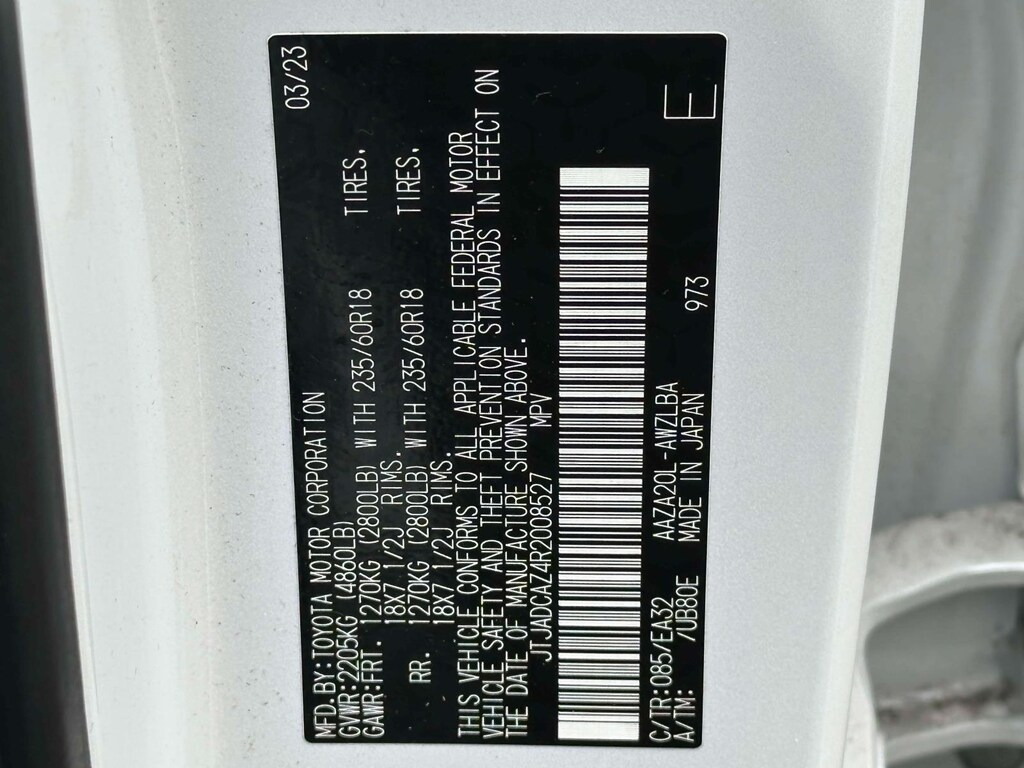 MFD.BY:TOYOTA MOTOR CORPORATION 03/23
GVWR:2205KG (4860LB)
GAWR:FRT. 1270KG (2800LB) WITH 235/60R18 TIRES,
18X7 1/2J RIMS.
RR. 1270KG (2800LB) WITH 235/60R18 TIRES,
18X7 1/2J RIMS.
THIS VEHICLE CONFORMS TO ALL APPLICABLE FEDERAL MOTOR
VEHICLE SAFETY AND THEFT PREVENTION STANDARDS IN EFFECT ON
THE DATE OF MANUFACTURE SHOWN ABOVE.
JTJADCAZ4R2008527 MPV
C/TR:085/EA32 AAZA20L-AWZLBA
A/TM: /UB80E MADE IN JAPAN 973
E